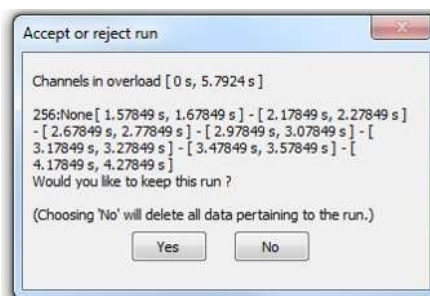 Accept or reject run
Channels in overload [ 0 s, 5.7924 s ]
256:None[ 1.57849 s, 1.67849 s ] - [ 2.17849 s, 2.27849 s ]
- [ 2.67849 s, 2.77849 s ] - [ 2.97849 s, 3.07849 s ] - [
3.17849 s, 3.27849 s ] - [ 3.47849 s, 3.57849 s ] - [
4.17849 s, 4.27849 s ]
Would you like to keep this run ?
(Choosing 'No' will delete all data pertaining to the run.)
Yes No